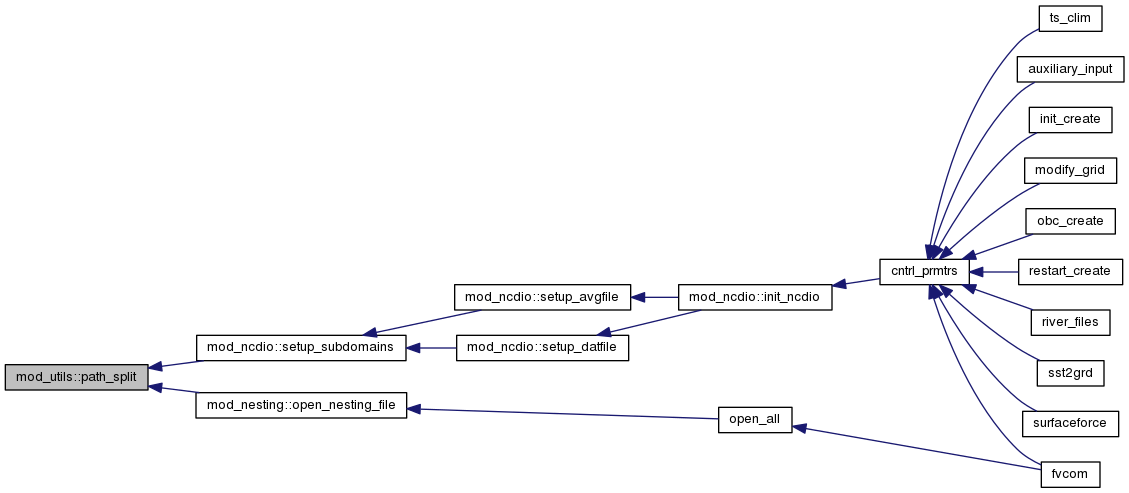 ts_clim
auxiliary_input
init_create
modify_grid
obc_create
cntrl_prmtrs
restart_create
mod_ncdio::setup_avgfile
mod_ncdio::init_ncdio
river_files
mod_ncdio::setup_subdomains
mod_ncdio::setup_datfile
sst2grd
mod_utils::path_split
mod_nesting::open_nesting_file
open_all
surfaceforce
fvcom